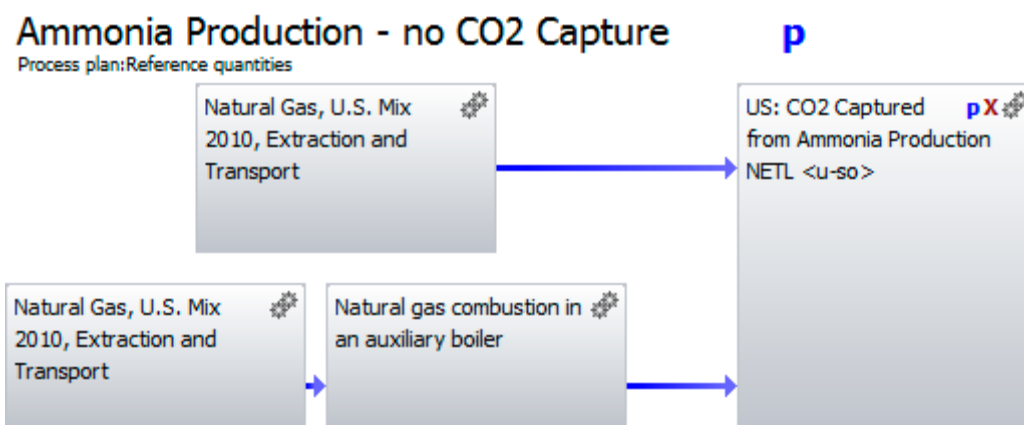 Ammonia Production - no CO2 Capture p
Process plan:Reference quantities
Natural Gas, U.S. Mix
2010, Extraction and
Transport
US: CO2 Captured pX
from Ammonia Production
NETL <u-so>
Natural Gas, U.S. Mix
2010, Extraction and
Transport
Natural gas combustion in
an auxiliary boiler